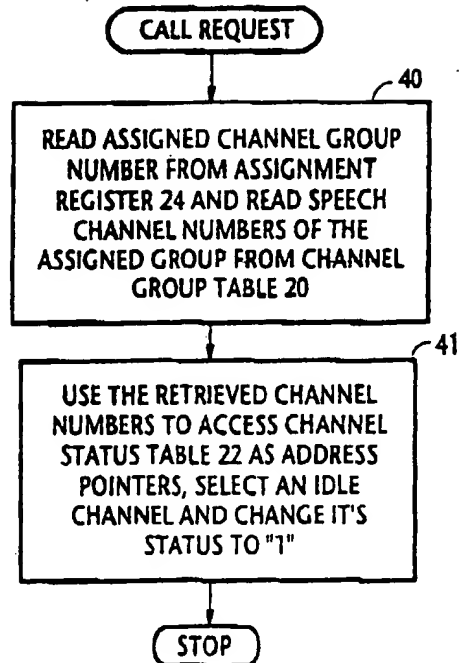 CALL REQUEST
40
READ ASSIGNED CHANNEL GROUP
NUMBER FROM ASSIGNMENT
REGISTER 24 AND READ SPEECH
CHANNEL NUMBERS OF THE
ASSIGNED GROUP FROM CHANNEL
GROUP TABLE 20
41
USE THE RETRIEVED CHANNEL
NUMBERS TO ACCESS CHANNEL
STATUS TABLE 22 AS ADDRESS
POINTERS, SELECT AN IDLE
CHANNEL AND CHANGE IT'S
STATUS TO "1"
STOP